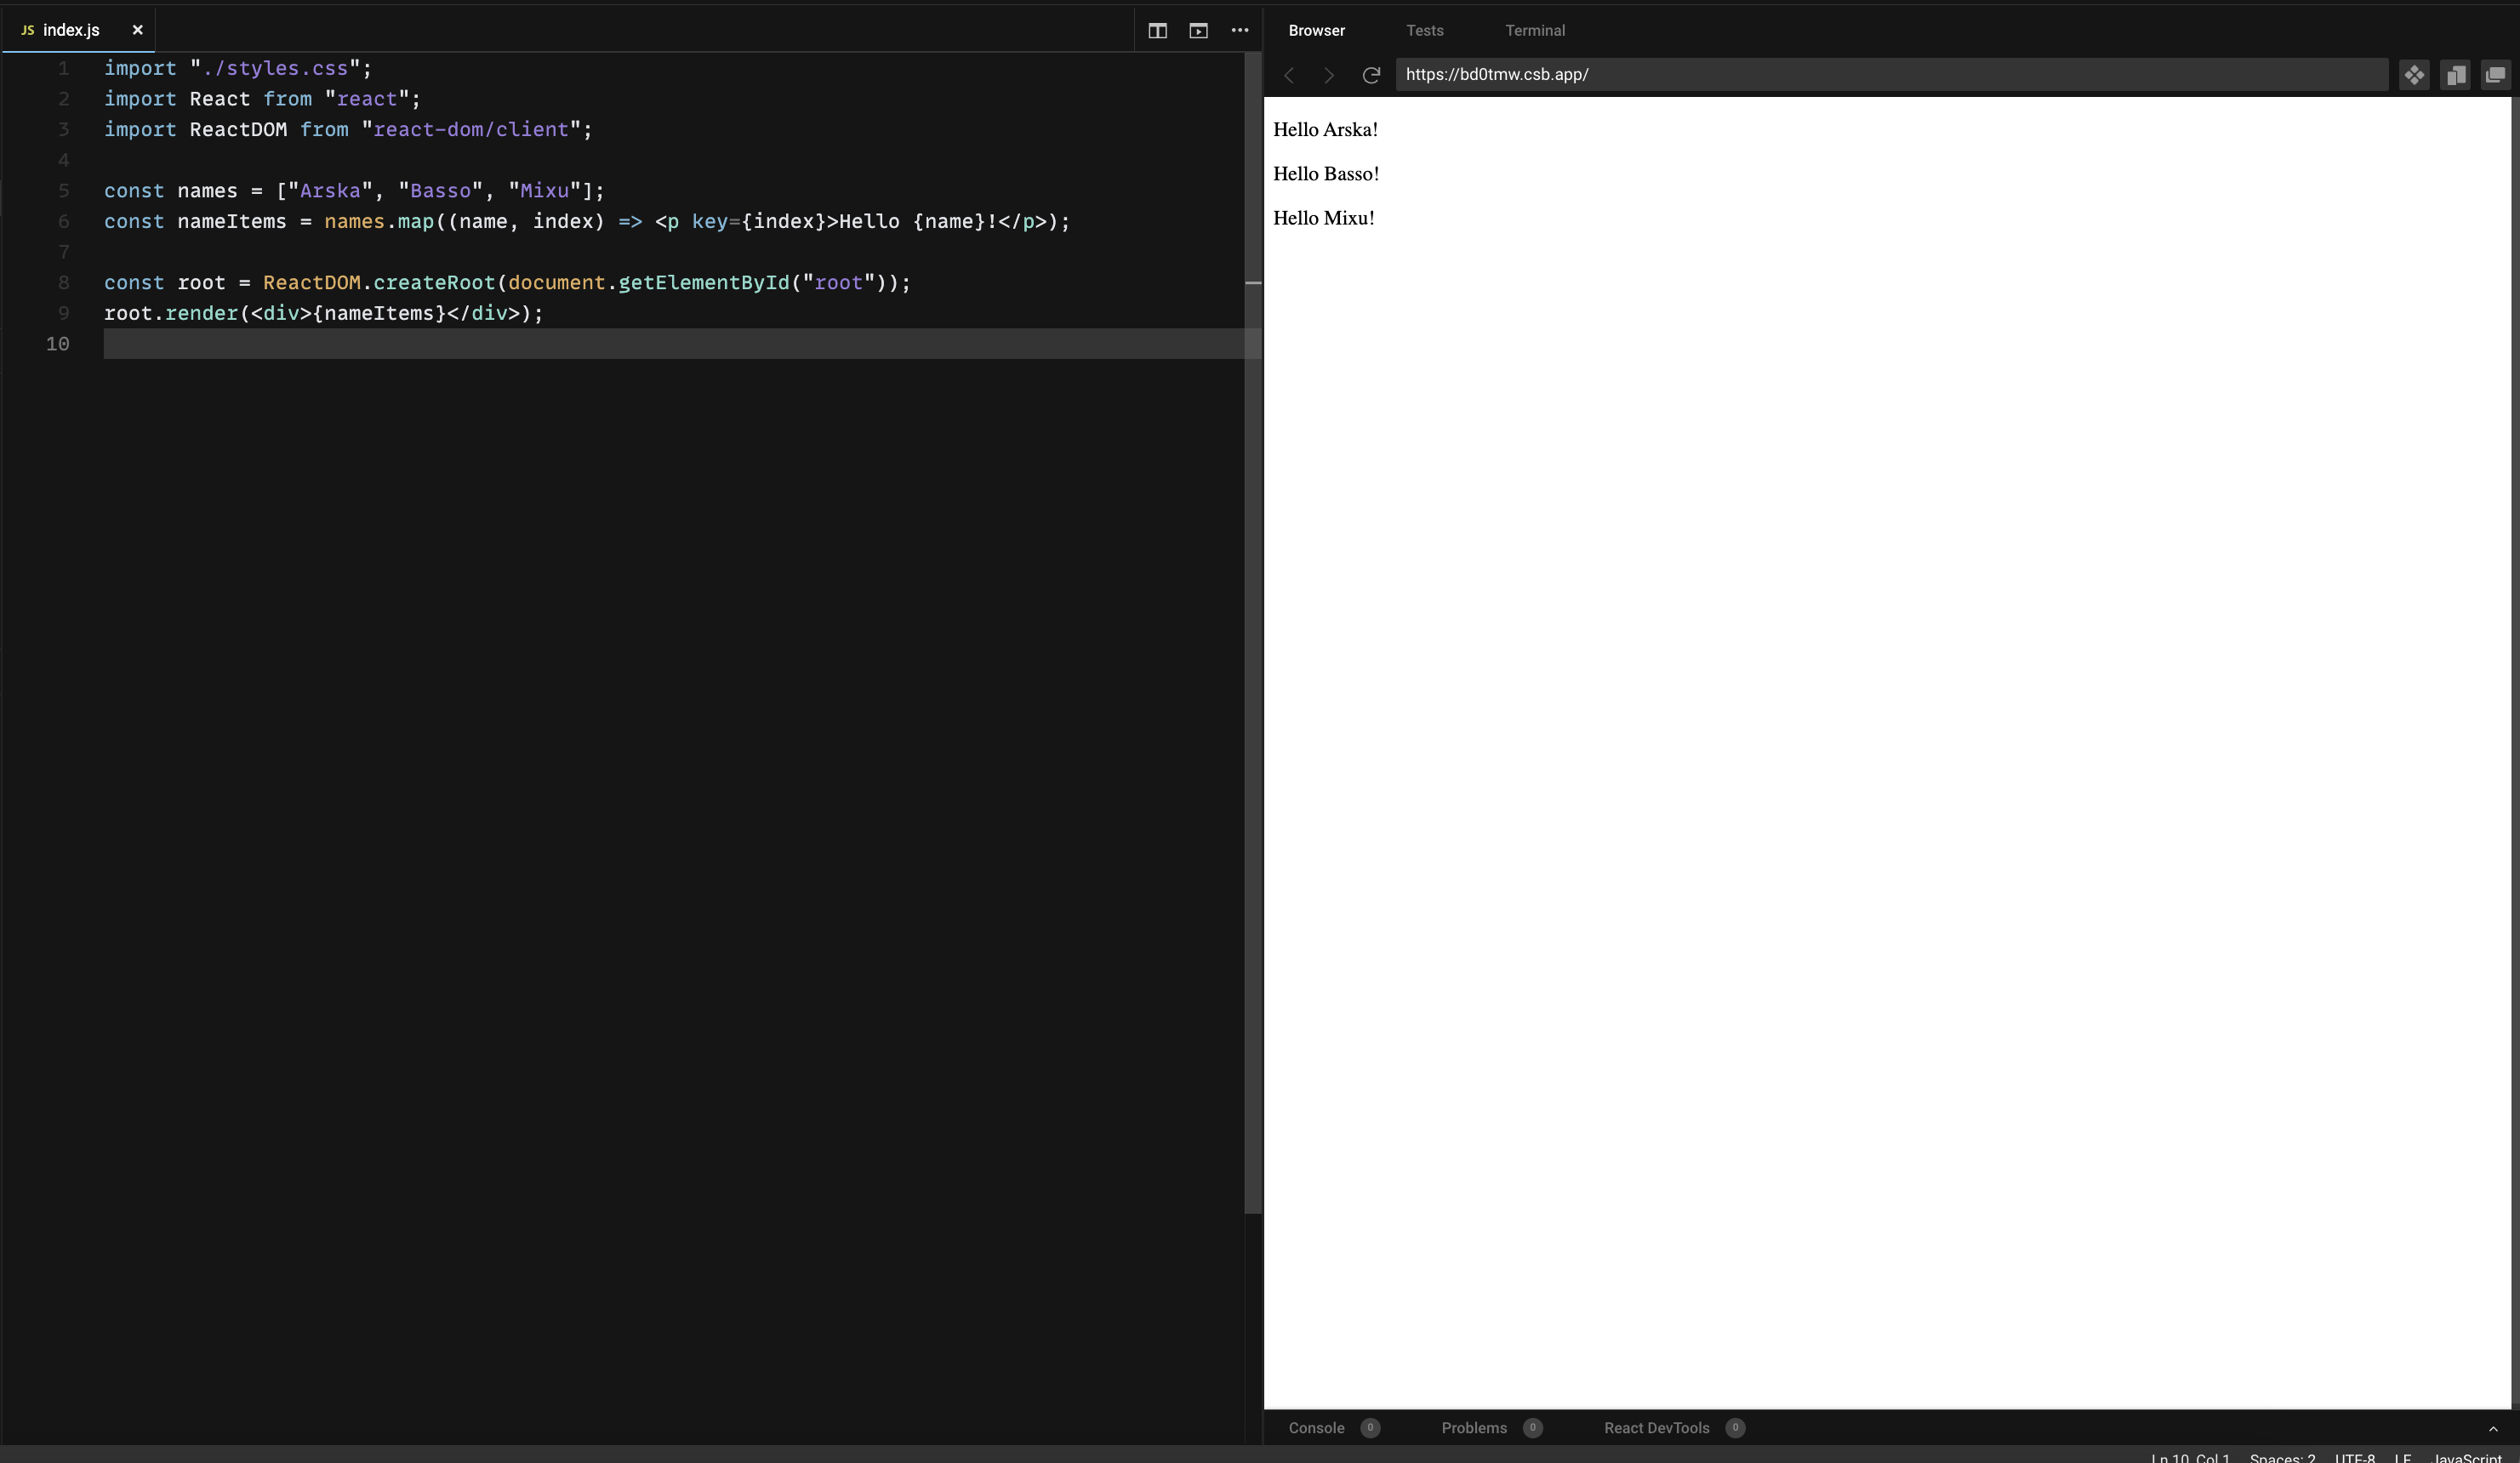 JS index.js
1 import "./styles.css";
2 import React from "react";
3 import ReactDOM from "react-dom/client";
4
5 const names = ["Arska", "Basso", "Mixu"];
6 const nameItems = names.map((name, index) => <p key={index}>Hello {name}!</p>);
7
8 const root = ReactDOM.createRoot(document.getElementById("root"));
9 root.render(<div>{nameItems}</div>);
10
Browser Tests Terminal
https://bd0tmw.csb.app/
Hello Arska!
Hello Basso!
Hello Mixu!
Console 0 Problems 0 React DevTools 0
Ln 10, Col 1 Spaces: 2 UTF-8 LF JavaScript